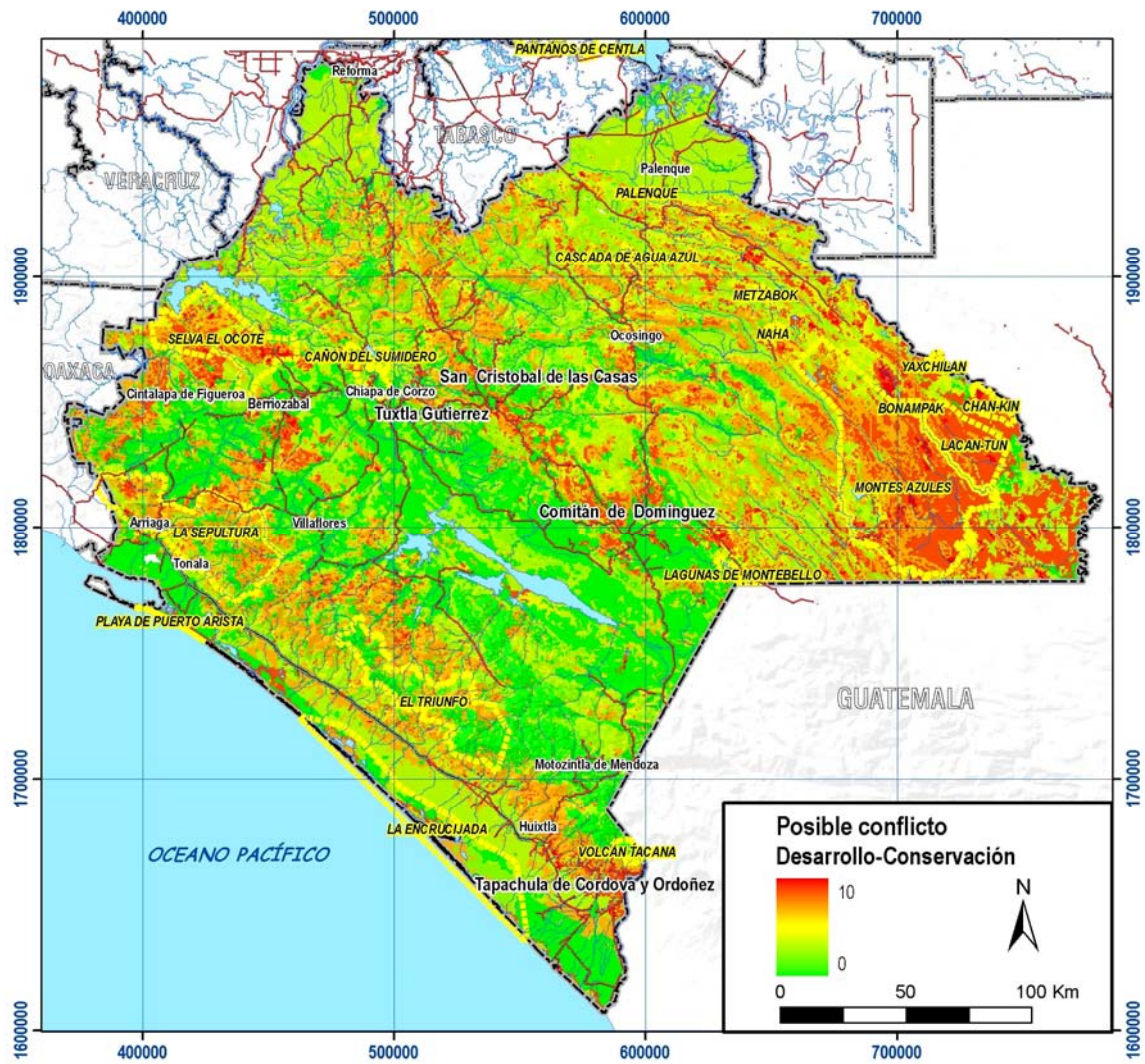 400000
500000
600000
700000
PANTANOS DE CENTLA
Reforma
TABASCO
VERACRUZ
Palenque
PALENQUE
1900000
1900000
CASCADA DE AGUA AZUL
METZABOK
SELVA EL OCOTE
Ocosingo
NAHA
OAXACA
CAÑON DEL SUMIDERO
YAXCHILAN
Cintalapa de Figueroa
Berriozabal
Chiapa de Corzo
San Cristobal de las Casas
Tuxtla Gutierrez
BONAMPAK
CHAN-KIN
LACAN-TUN
MONTES AZULES
Comitán de Domínguez
1800000
1800000
Arriaga
LA SEPULTURA
Villaflores
Tonala
LAGUNAS DE MONTEBELLO
PLAYA DE PUERTO ARISTA
GUATEMALA
EL TRIUNFO
Motozintla de Mendoza
1700000
1700000
LA ENCRUCIJADA
Huixtla
OCEANO PACÍFICO
VOLCAN TACANA
Tapachula de Cordova y Ordoñez
Posible conflicto
Desarrollo-Conservación
10
0
N
0 50 100 Km
1600000
1600000
400000
500000
600000
700000